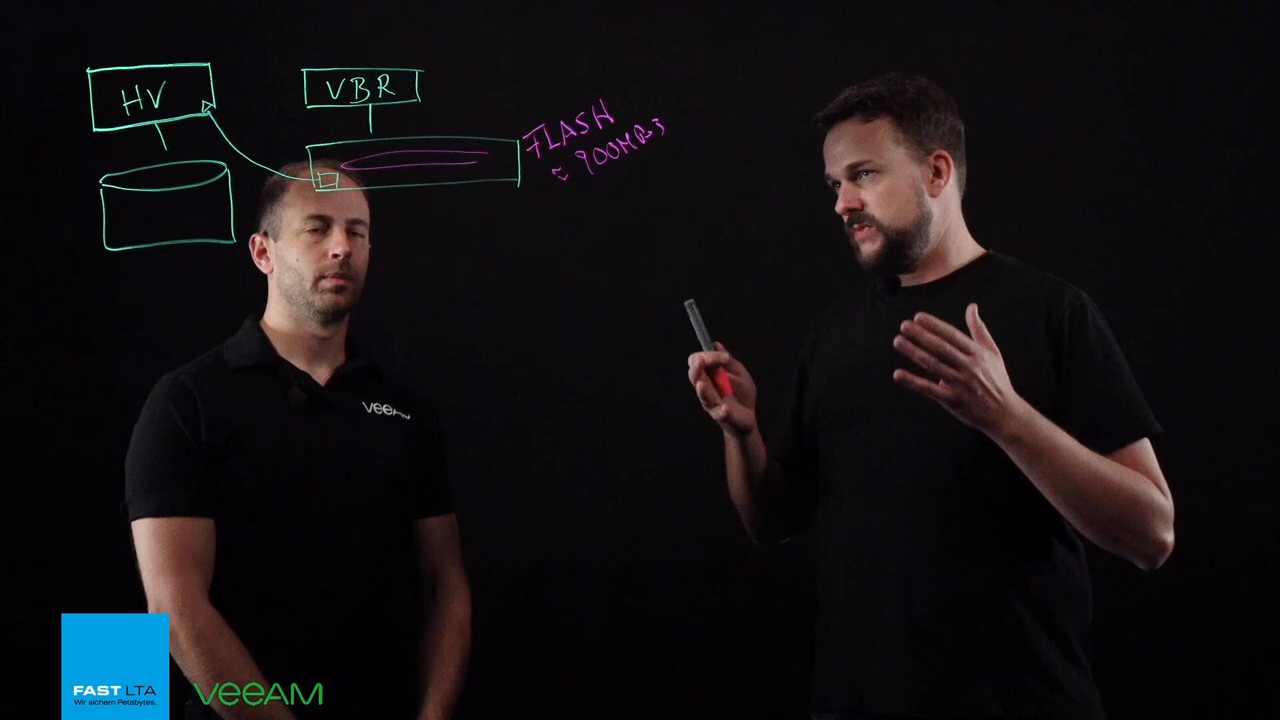 HV
VBR
FLASH
≈ 900MB/s
VEEAM
FAST LTA
Wir sichern Petabytes.
VEEAM